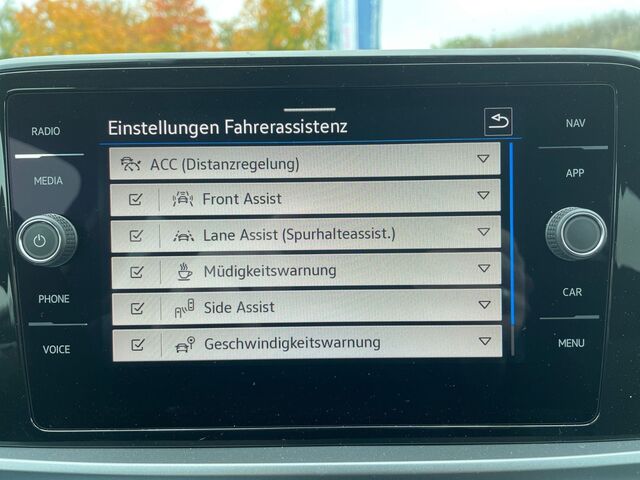 RADIO
MEDIA
PHONE
VOICE
Einstellungen Fahrerassistenz
ACC (Distanzregelung)
Front Assist
Lane Assist (Spurhalteassist.)
Müdigkeitswarnung
Side Assist
Geschwindigkeitswarnung
NAV
APP
CAR
MENU